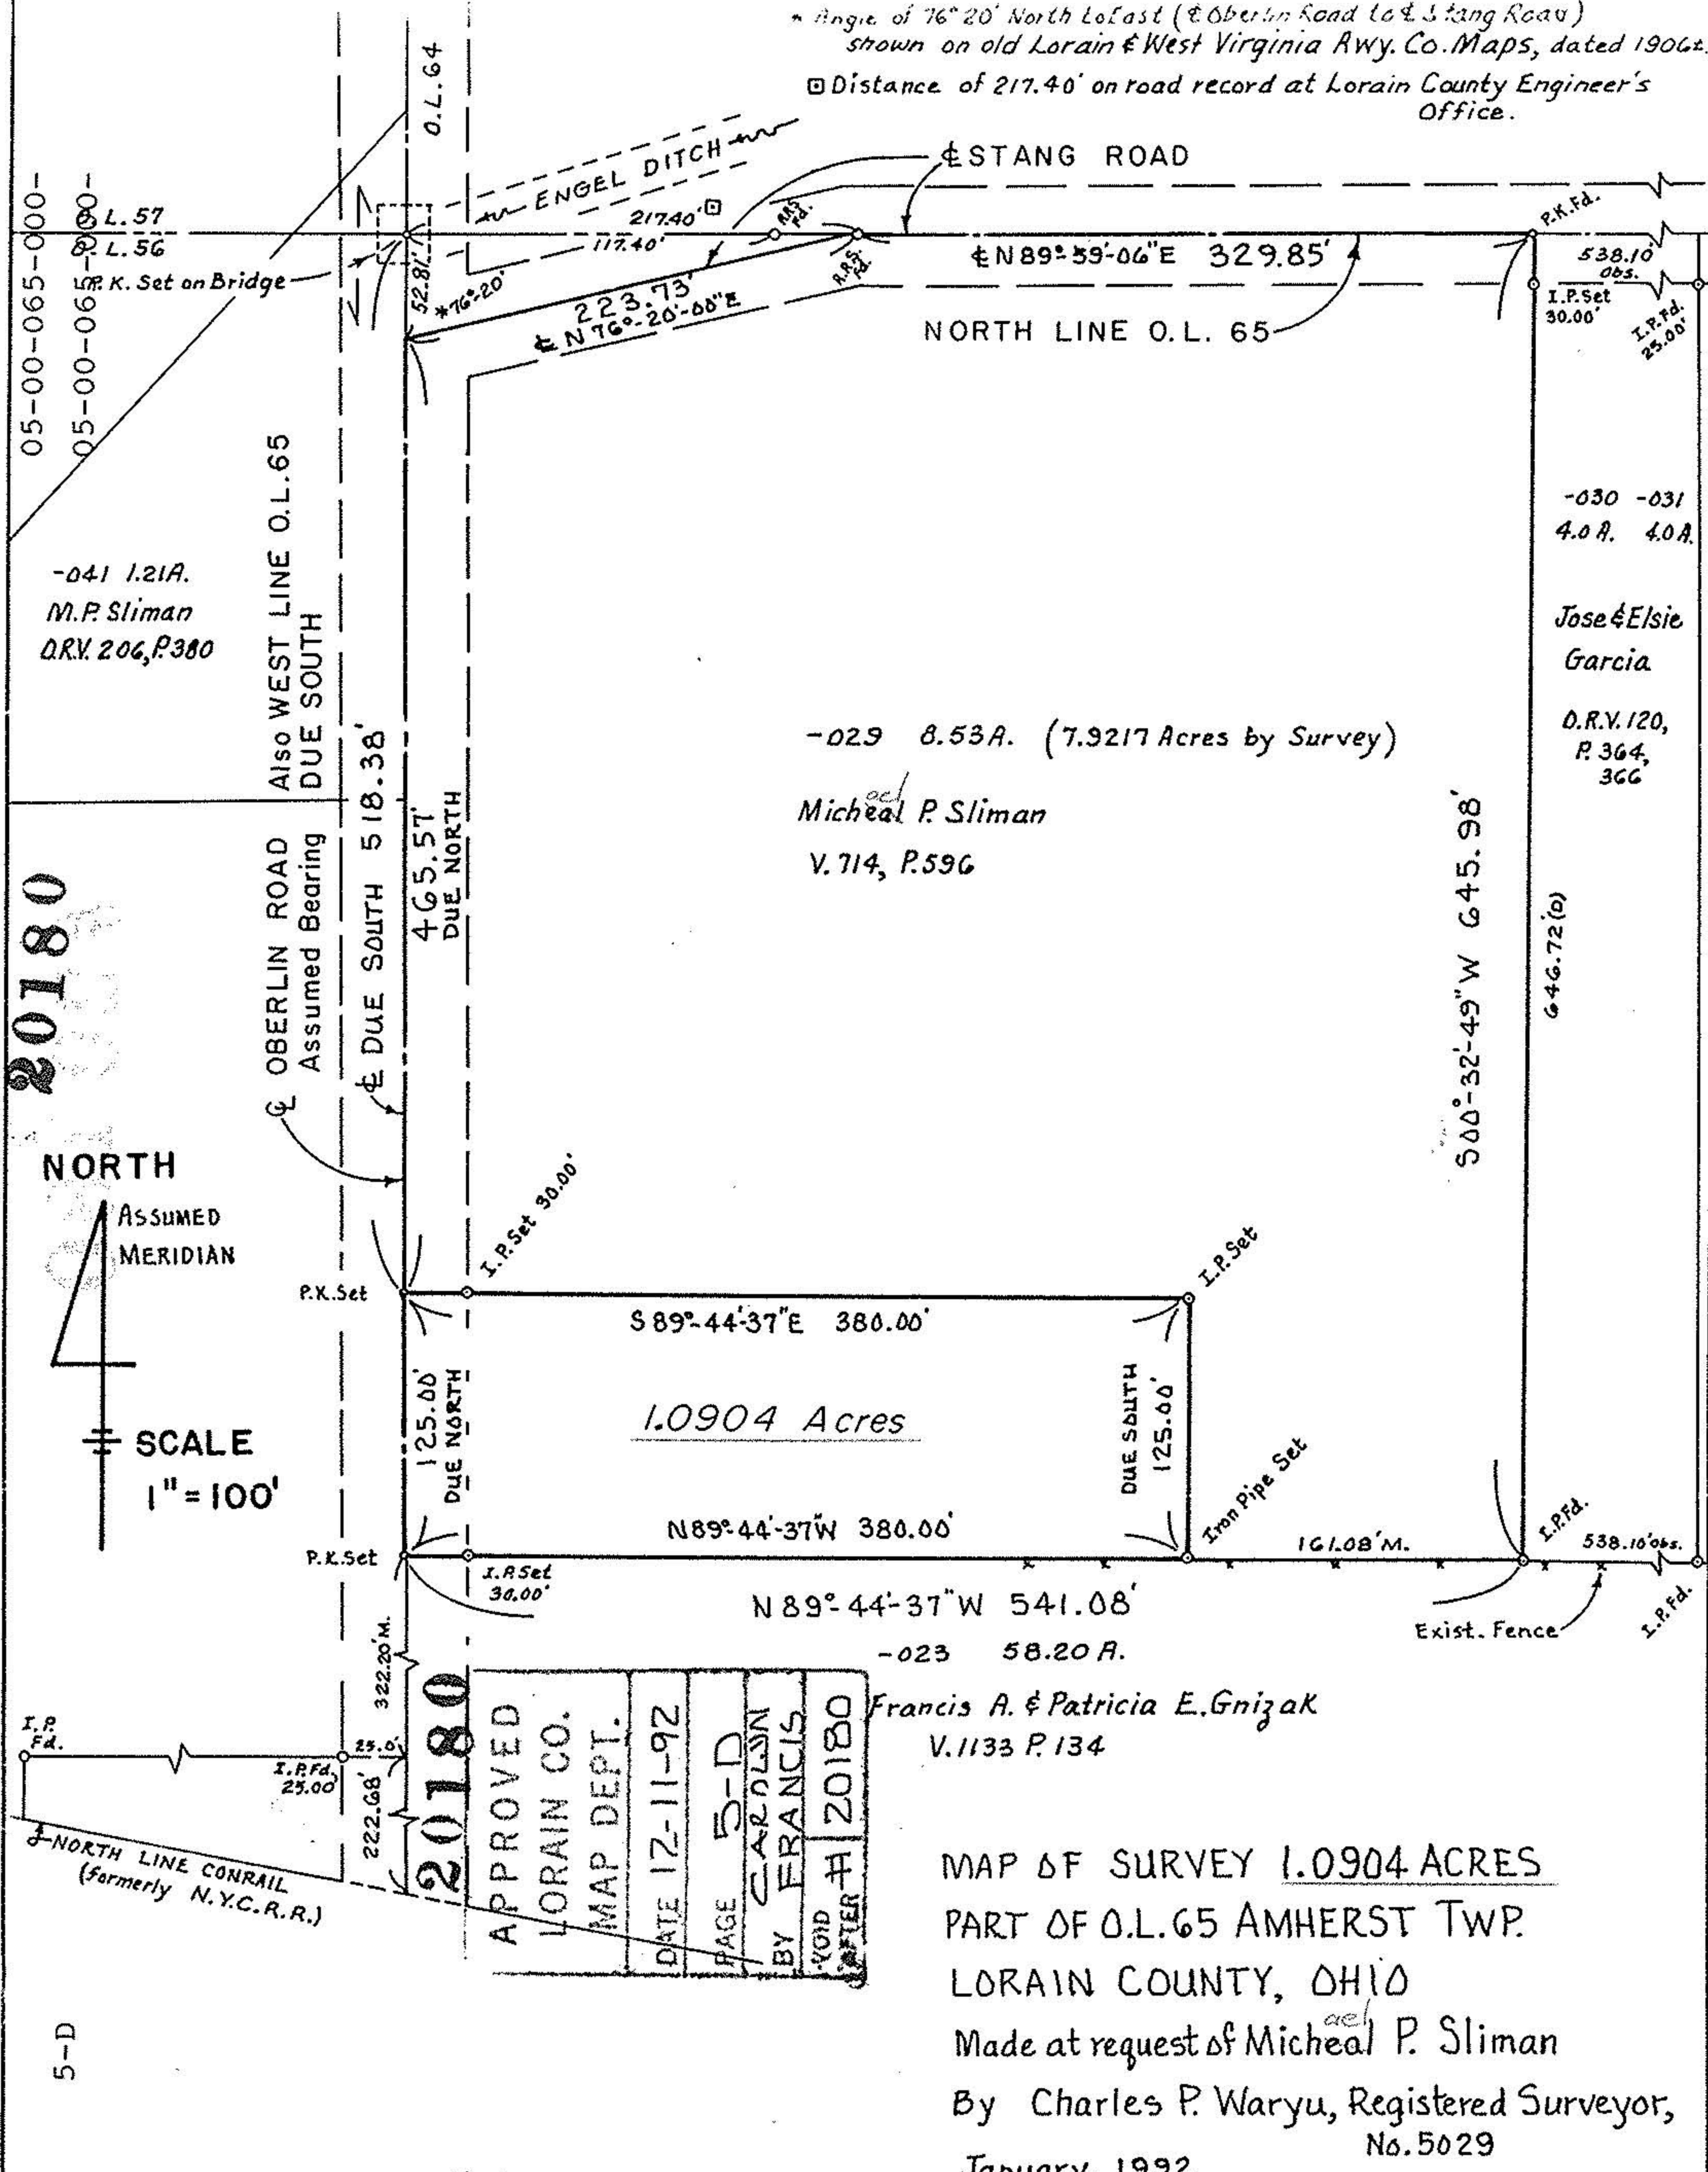 * Angle of 76°20' North to East (℄ Oberlin Road to ℄ Stang Road)
shown on old Lorain & West Virginia Rwy. Co. Maps, dated 1906±.
⊡ Distance of 217.40' on road record at Lorain County Engineer's
Office.
O.L. 64
ENGEL DITCH
℄ STANG ROAD
05-00-065-000-
05-00-065-000-
O.L. 57
O.L. 56
P.K. Set on Bridge
217.40' ⊡
117.40'
R.R.S. Fd.
R.R.S. Fd.
P.K. Fd.
52.81'
*76°-20'
223.73'
℄ N 76°-20'-00"E
℄ N 89°-39'-06"E 329.85'
538.10'
obs.
I.P. Set
30.00'
I.P. Fd.
25.00'
NORTH LINE O.L. 65
-041 1.21A.
M.P. Sliman
D.R.V. 206, P.380
Also WEST LINE O.L. 65
DUE SOUTH
-030 -031
4.0 A. 4.0 A.
Jose & Elsie
Garcia
D.R.V. 120,
P. 364,
366
-029 8.53A. (7.9217 Acres by Survey)
ael
Micheal P. Sliman
V. 714, P. 596
℄ OBERLIN ROAD
Assumed Bearing
℄ DUE SOUTH 518.38'
465.57'
DUE NORTH
S00°-32'-49"W 645.98'
646.72'(D)
20180
NORTH
ASSUMED
MERIDIAN
SCALE
1" = 100'
P.K. Set
I.P. Set 30.00'
I.P. Set
S 89°-44'-37"E 380.00'
125.00'
DUE NORTH
1.0904 Acres
DUE SOUTH
125.00'
N89°-44'-37"W 380.00'
Iron Pipe Set
P.K. Set
I.P. Set
30.00'
161.08' M.
I.P. Fd.
538.10' obs.
N 89°-44'-37"W 541.08'
Exist. Fence
I.P. Fd.
-023 58.20 A.
Francis A. & Patricia E. Gnizak
V. 1133 P. 134
322.20' M.
I.P.
Fd.
25.0'
I.P. Fd.
25.00
222.68'
NORTH LINE CONRAIL
(formerly N.Y.C.R.R.)
20180
APPROVED
LORAIN CO.
MAP DEPT.
DATE 12-11-92
PAGE 5-D
CAROLYN
BY FRANCIS
VOID
AFTER # 20180
MAP OF SURVEY 1.0904 ACRES
PART OF O.L. 65 AMHERST TWP.
LORAIN COUNTY, OHIO
ael
Made at request of Micheal P. Sliman
By Charles P. Waryu, Registered Surveyor,
No. 5029
January, 1992
5-D